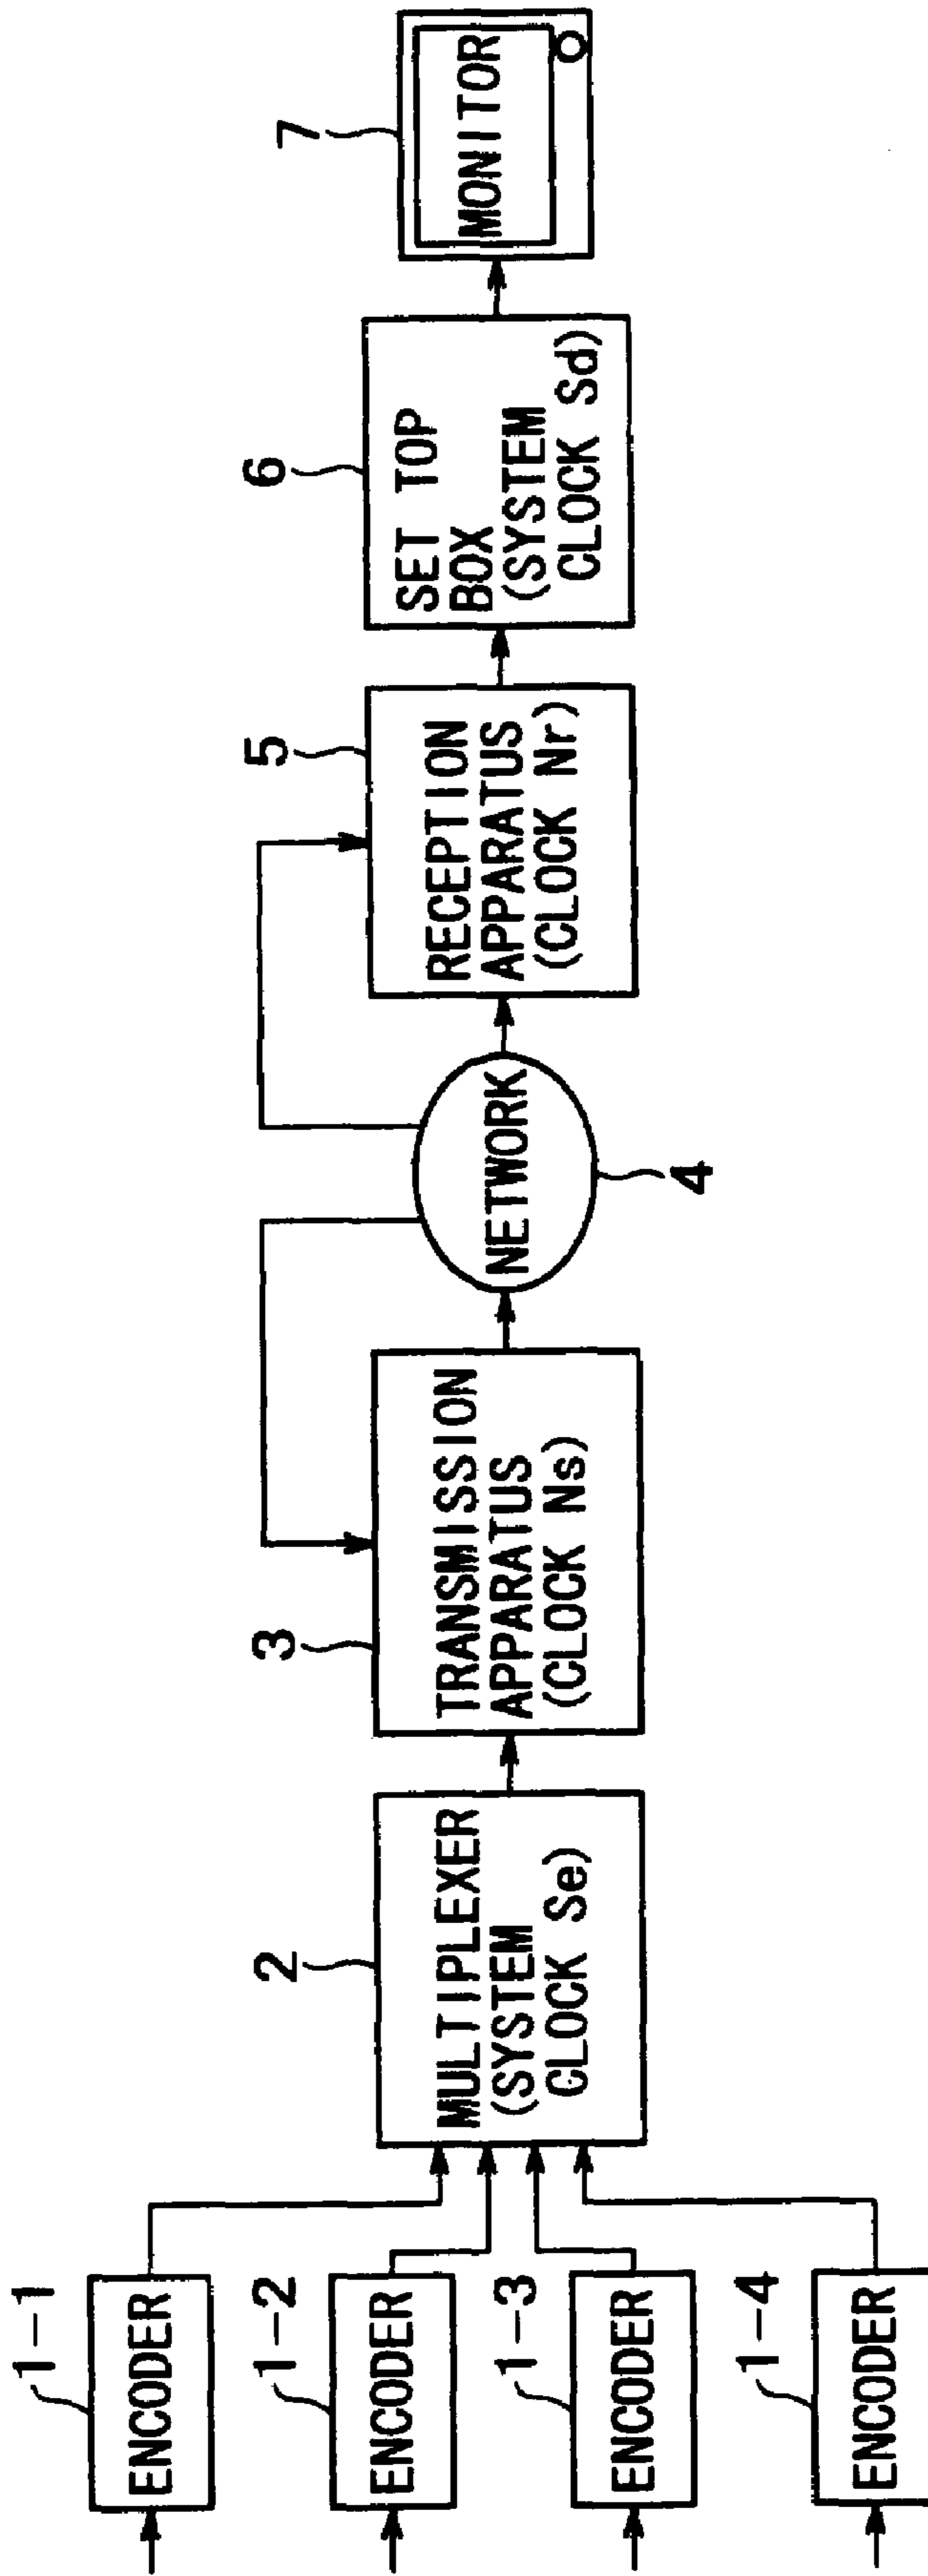 1-1
ENCODER
1-2
ENCODER
1-3
ENCODER
1-4
ENCODER
2
MULTIPLEXER
(SYSTEM
CLOCK Se)
3
TRANSMISSION
APPARATUS
(CLOCK Ns)
NETWORK
4
5
RECEPTION
APPARATUS
(CLOCK Nr)
6
SET TOP
BOX
(SYSTEM
CLOCK Sd)
7
MONITOR